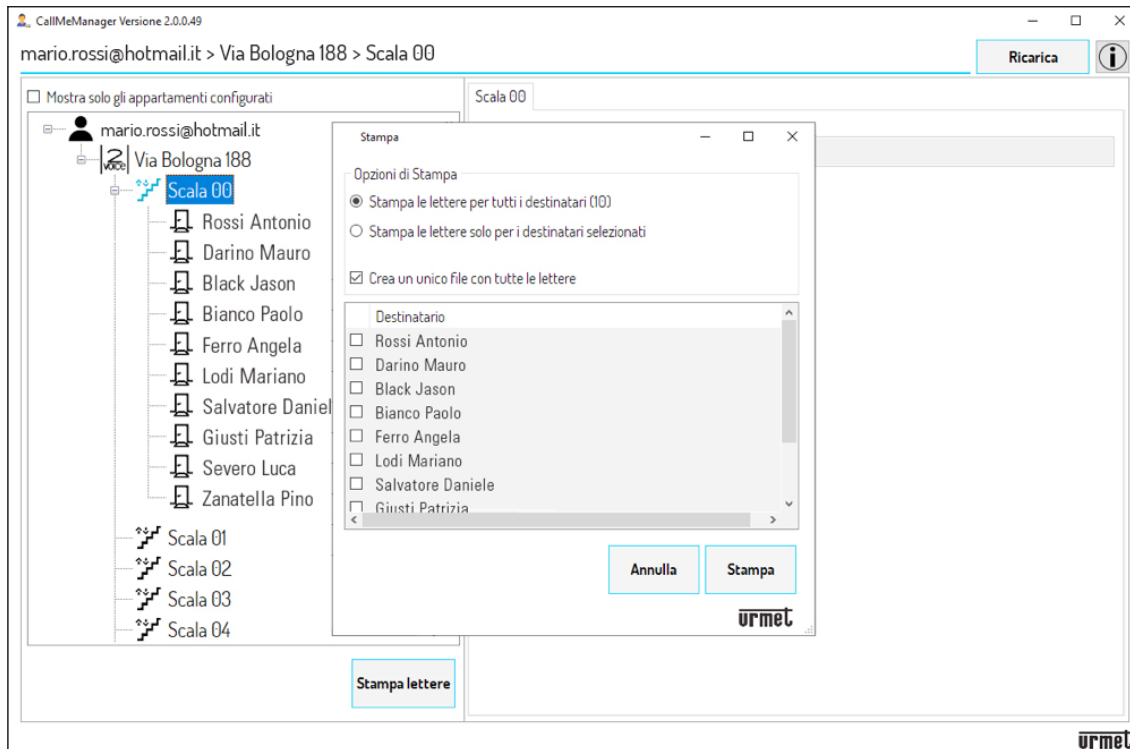 CallMeManager Versione 2.0.0.49
mario.rossi@hotmail.it > Via Bologna 188 > Scala 00
Ricarica
Mostra solo gli appartamenti configurati
mario.rossi@hotmail.it
2 voice
Via Bologna 188
Scala 00
Rossi Antonio
Darino Mauro
Black Jason
Bianco Paolo
Ferro Angela
Lodi Mariano
Salvatore Daniel
Giusti Patrizia
Severo Luca
Zanatella Pino
Scala 01
Scala 02
Scala 03
Scala 04
Stampa lettere
Scala 00
Stampa
Opzioni di Stampa
Stampa le lettere per tutti i destinatari (10)
Stampa le lettere solo per i destinatari selezionati
Crea un unico file con tutte le lettere
Destinatario
Rossi Antonio
Darino Mauro
Black Jason
Bianco Paolo
Ferro Angela
Lodi Mariano
Salvatore Daniele
Giusti Patrizia
Annulla
Stampa
urmet
urmet